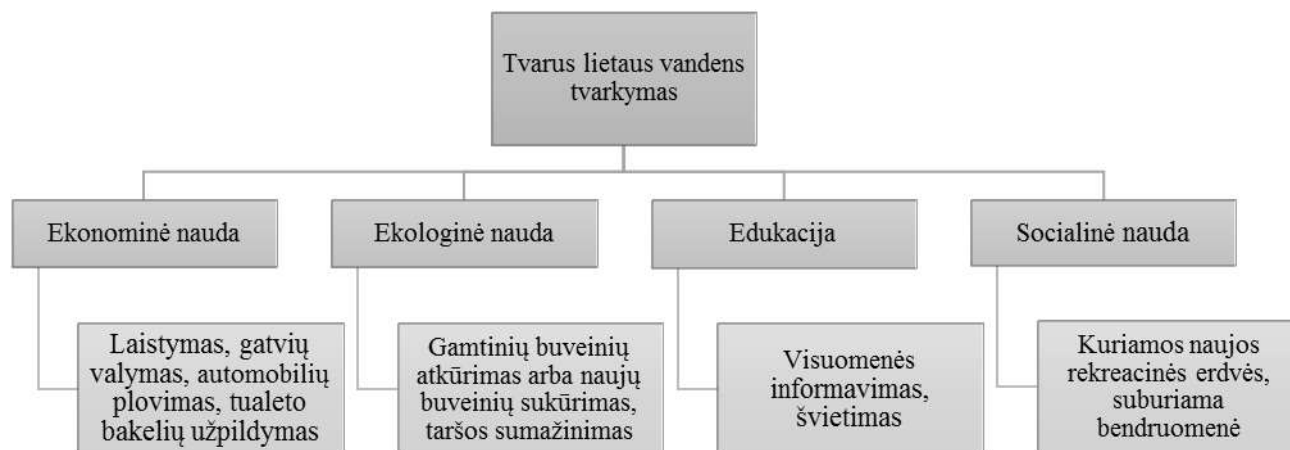 Tvarus lietaus vandens
tvarkymas
Ekonominė nauda
Ekologinė nauda
Edukacija
Socialinė nauda
Laistymas, gatvių
valymas, automobilių
plovimas, tualeto
bakelių užpildymas
Gamtinių buveinių
atkūrimas arba naujų
buveinių sukūrimas,
taršos sumažinimas
Visuomenės
informavimas,
švietimas
Kuriamos naujos
rekreacinės erdvės,
suburiama
bendruomenė